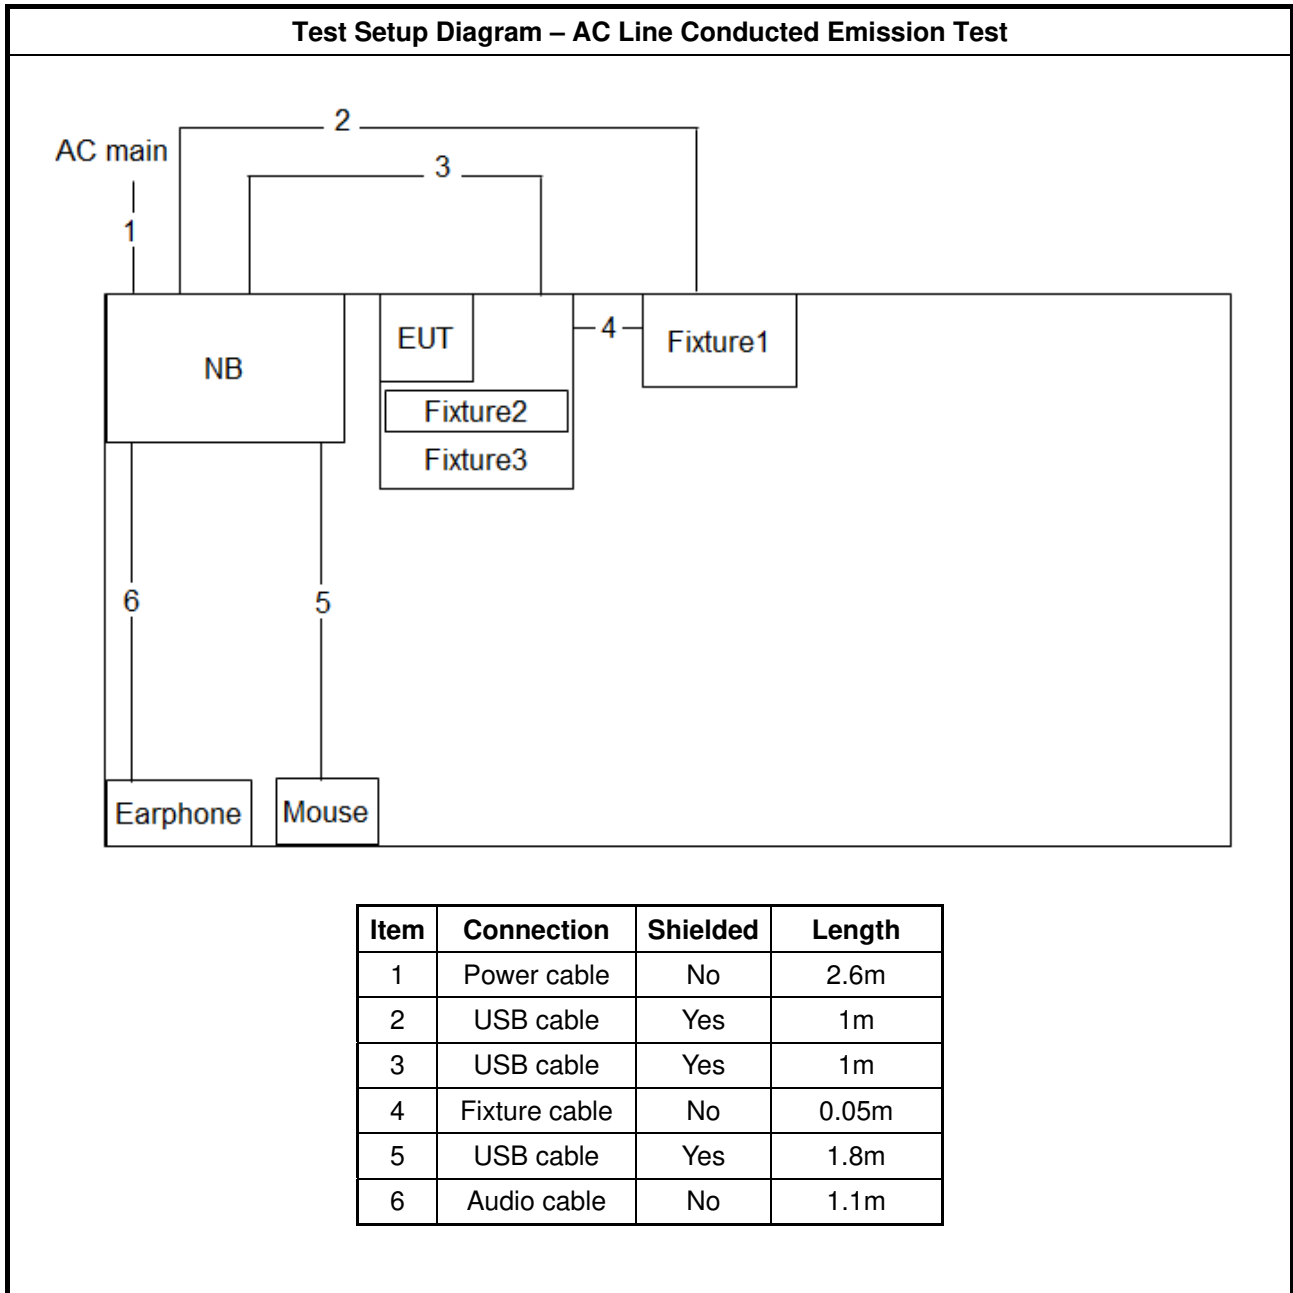 Test Setup Diagram – AC Line Conducted Emission Test
2
AC main
3
1
EUT
4
Fixture1
NB
Fixture2
Fixture3
6
5
Earphone
Mouse
Item Connection Shielded Length
1 Power cable No 2.6m
2 USB cable Yes 1m
3 USB cable Yes 1m
4 Fixture cable No 0.05m
5 USB cable Yes 1.8m
6 Audio cable No 1.1m